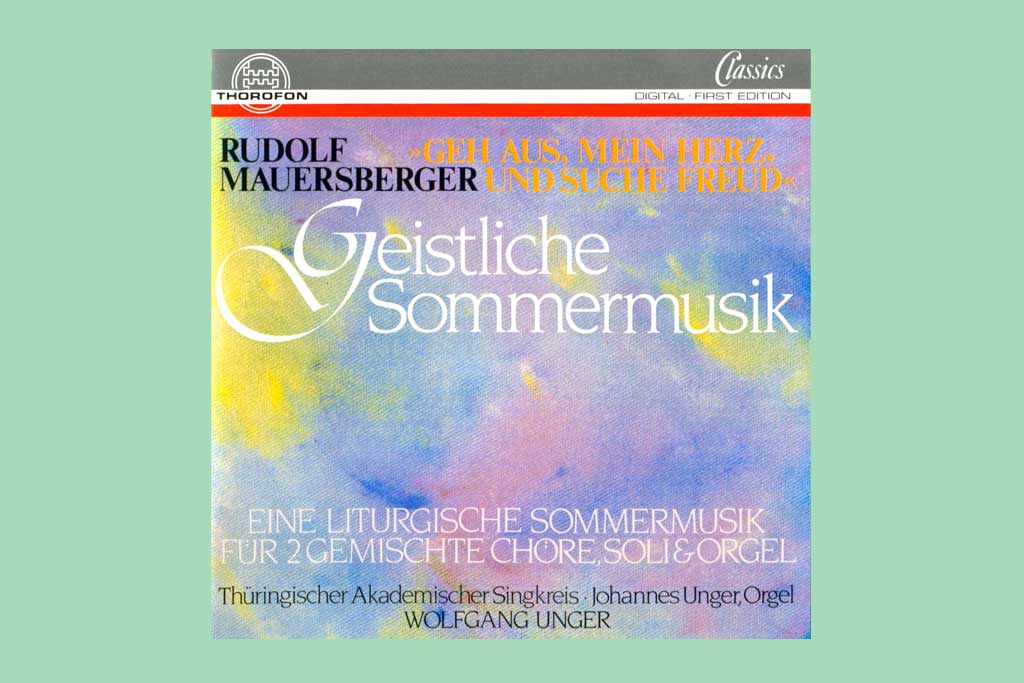 Classics
THOROFON
DIGITAL · FIRST EDITION
RUDOLF
MAUERSBERGER
»GEH AUS, MEIN HERZ,
UND SUCHE FREUD«
Geistliche
Sommermusik
EINE LITURGISCHE SOMMERMUSIK
FÜR 2 GEMISCHTE CHÖRE, SOLI & ORGEL
Thüringischer Akademischer Singkreis · Johannes Unger, Orgel
WOLFGANG UNGER